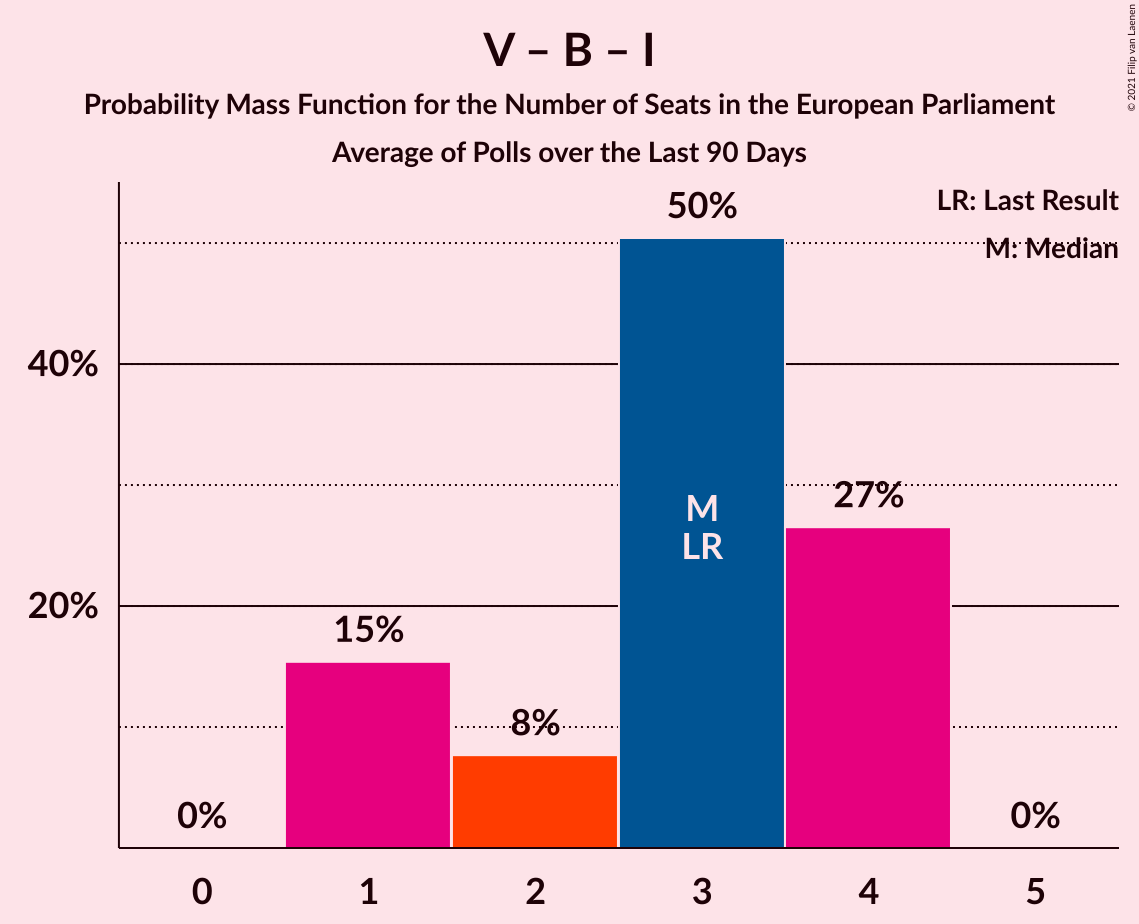 V – B – I
Probability Mass Function for the Number of Seats in the European Parliament
Average of Polls over the Last 90 Days
© 2021 Filip van Laenen
LR: Last Result
M: Median
50%
40%
27%
M
LR
20%
15%
8%
0%
0%
0 1 2 3 4 5